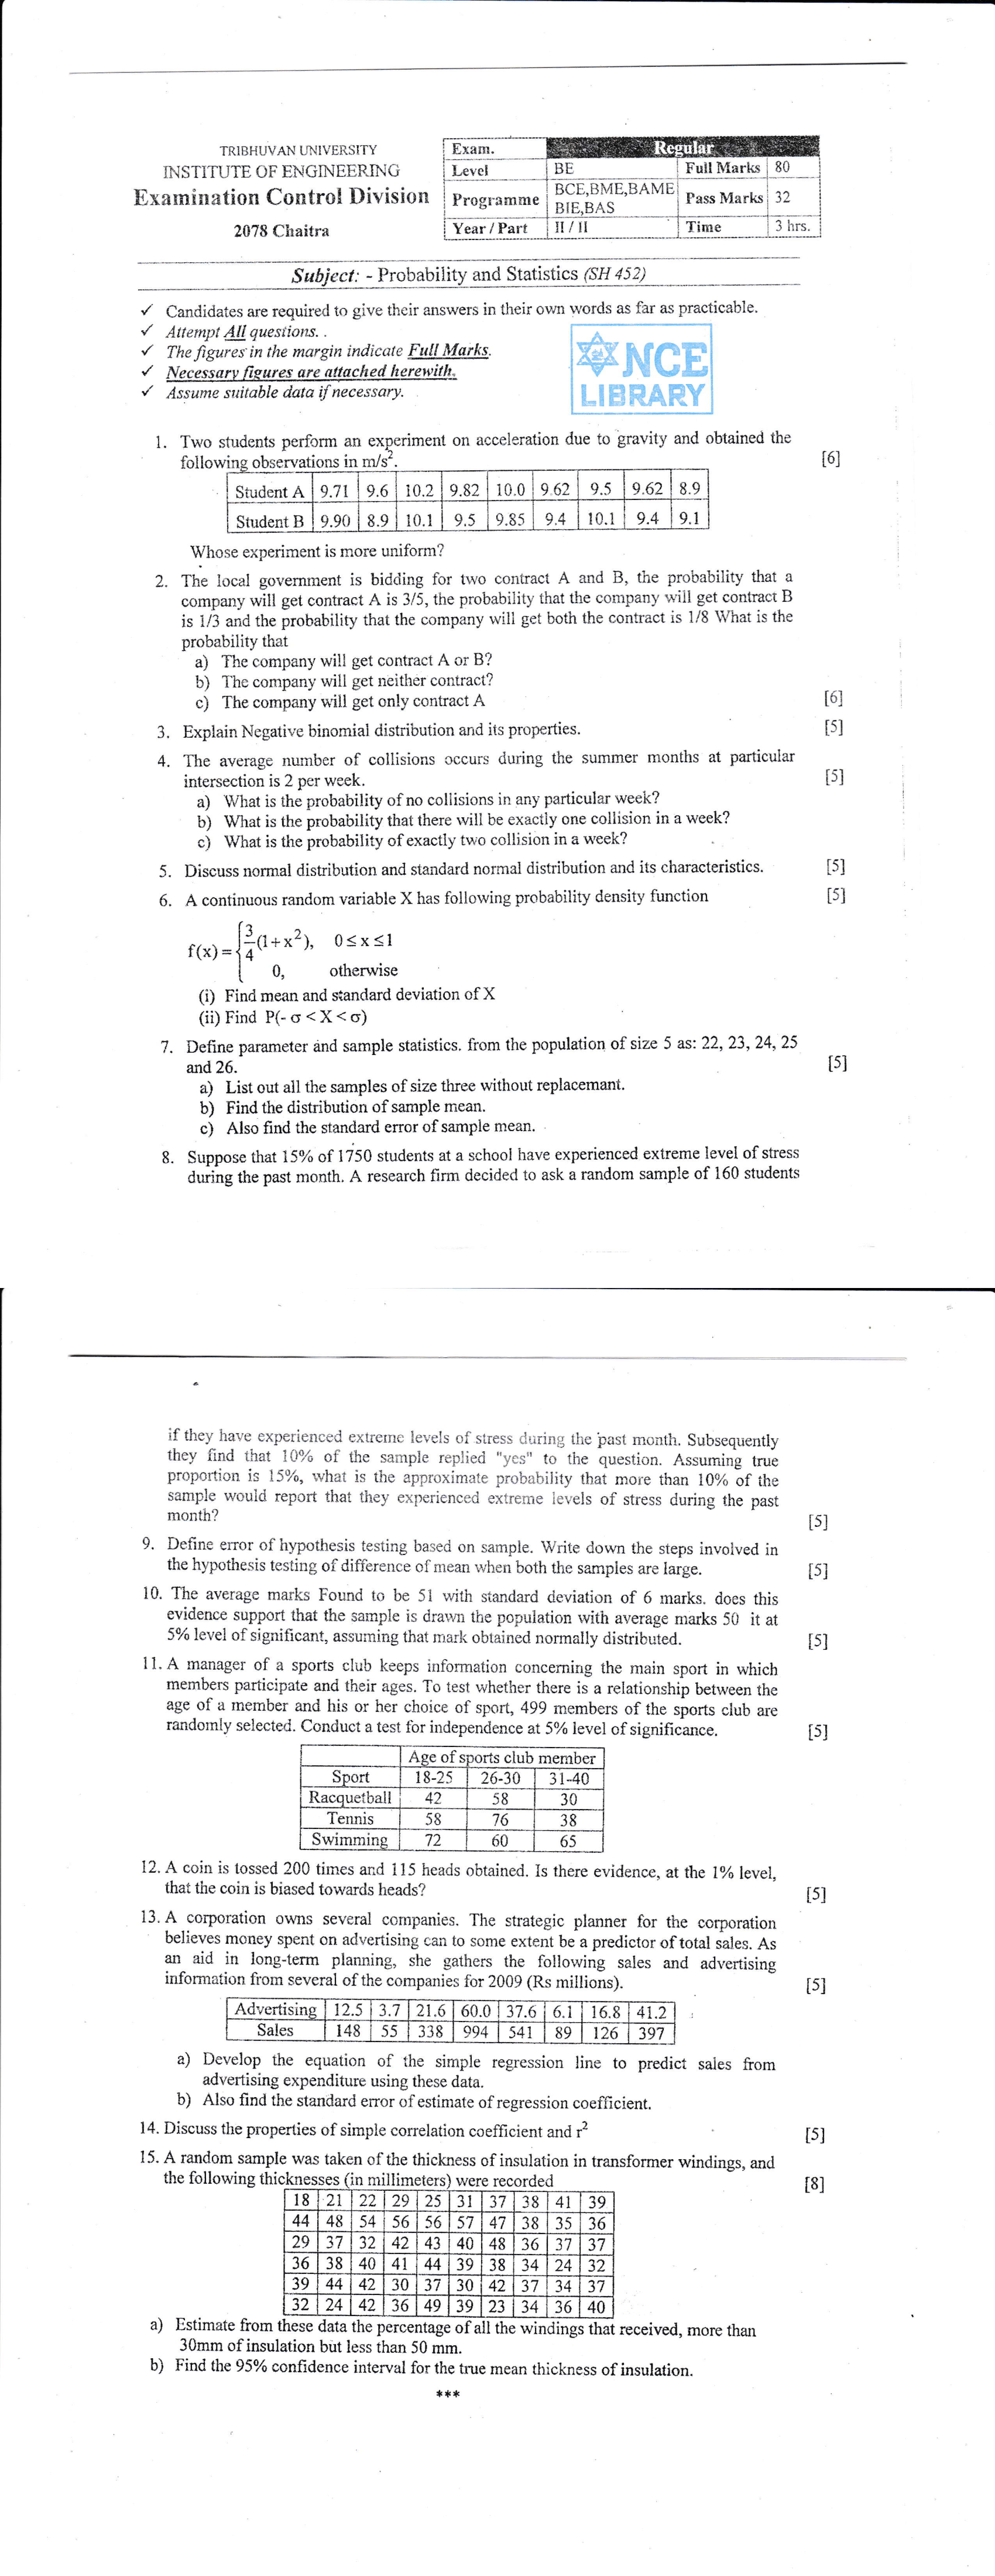 TRIBHUVAN UNIVERSITY
INSTITUTE OF ENGINEERING
Examination Control Division
2078 Chaitra
Exam. Regular
Level BE Full Marks 80
Programme BCE,BME,BAME BIE,BAS Pass Marks 32
Year / Part II / II Time 3 hrs.
Subject: - Probability and Statistics (SH 452)
✓ Candidates are required to give their answers in their own words as far as practicable.
✓ Attempt All questions. .
✓ The figures in the margin indicate Full Marks.
✓ Necessary figures are attached herewith.
✓ Assume suitable data if necessary.
NCE
LIBRARY
1. Two students perform an experiment on acceleration due to gravity and obtained the
following observations in m/s². [6]
Student A 9.71 9.6 10.2 9.82 10.0 9.62 9.5 9.62 8.9
Student B 9.90 8.9 10.1 9.5 9.85 9.4 10.1 9.4 9.1
Whose experiment is more uniform?
2. The local government is bidding for two contract A and B, the probability that a
company will get contract A is 3/5, the probability that the company will get contract B
is 1/3 and the probability that the company will get both the contract is 1/8 What is the
probability that
a) The company will get contract A or B?
b) The company will get neither contract?
c) The company will get only contract A [6]
3. Explain Negative binomial distribution and its properties. [5]
4. The average number of collisions occurs during the summer months at particular
intersection is 2 per week. [5]
a) What is the probability of no collisions in any particular week?
b) What is the probability that there will be exactly one collision in a week?
c) What is the probability of exactly two collision in a week?
5. Discuss normal distribution and standard normal distribution and its characteristics. [5]
6. A continuous random variable X has following probability density function [5]
f(x) = { 3/4 (1+x²), 0≤x≤1
0, otherwise
(i) Find mean and standard deviation of X
(ii) Find P(- σ < X < σ)
7. Define parameter and sample statistics. from the population of size 5 as: 22, 23, 24, 25
and 26. [5]
a) List out all the samples of size three without replacemant.
b) Find the distribution of sample mean.
c) Also find the standard error of sample mean.
8. Suppose that 15% of 1750 students at a school have experienced extreme level of stress
during the past month. A research firm decided to ask a random sample of 160 students
if they have experienced extreme levels of stress during the past month. Subsequently
they find that 10% of the sample replied "yes" to the question. Assuming true
proportion is 15%, what is the approximate probability that more than 10% of the
sample would report that they experienced extreme levels of stress during the past
month? [5]
9. Define error of hypothesis testing based on sample. Write down the steps involved in
the hypothesis testing of difference of mean when both the samples are large. [5]
10. The average marks Found to be 51 with standard deviation of 6 marks. does this
evidence support that the sample is drawn the population with average marks 50 it at
5% level of significant, assuming that mark obtained normally distributed. [5]
11. A manager of a sports club keeps information concerning the main sport in which
members participate and their ages. To test whether there is a relationship between the
age of a member and his or her choice of sport, 499 members of the sports club are
randomly selected. Conduct a test for independence at 5% level of significance. [5]
Age of sports club member
Sport 18-25 26-30 31-40
Racquetball 42 58 30
Tennis 58 76 38
Swimming 72 60 65
12. A coin is tossed 200 times and 115 heads obtained. Is there evidence, at the 1% level,
that the coin is biased towards heads? [5]
13. A corporation owns several companies. The strategic planner for the corporation
believes money spent on advertising can to some extent be a predictor of total sales. As
an aid in long-term planning, she gathers the following sales and advertising
information from several of the companies for 2009 (Rs millions). [5]
Advertising 12.5 3.7 21.6 60.0 37.6 6.1 16.8 41.2
Sales 148 55 338 994 541 89 126 397
a) Develop the equation of the simple regression line to predict sales from
advertising expenditure using these data.
b) Also find the standard error of estimate of regression coefficient.
14. Discuss the properties of simple correlation coefficient and r² [5]
15. A random sample was taken of the thickness of insulation in transformer windings, and
the following thicknesses (in millimeters) were recorded [8]
18 21 22 29 25 31 37 38 41 39
44 48 54 56 56 57 47 38 35 36
29 37 32 42 43 40 48 36 37 37
36 38 40 41 44 39 38 34 24 32
39 44 42 30 37 30 42 37 34 37
32 24 42 36 49 39 23 34 36 40
a) Estimate from these data the percentage of all the windings that received, more than
30mm of insulation but less than 50 mm.
b) Find the 95% confidence interval for the true mean thickness of insulation.
***